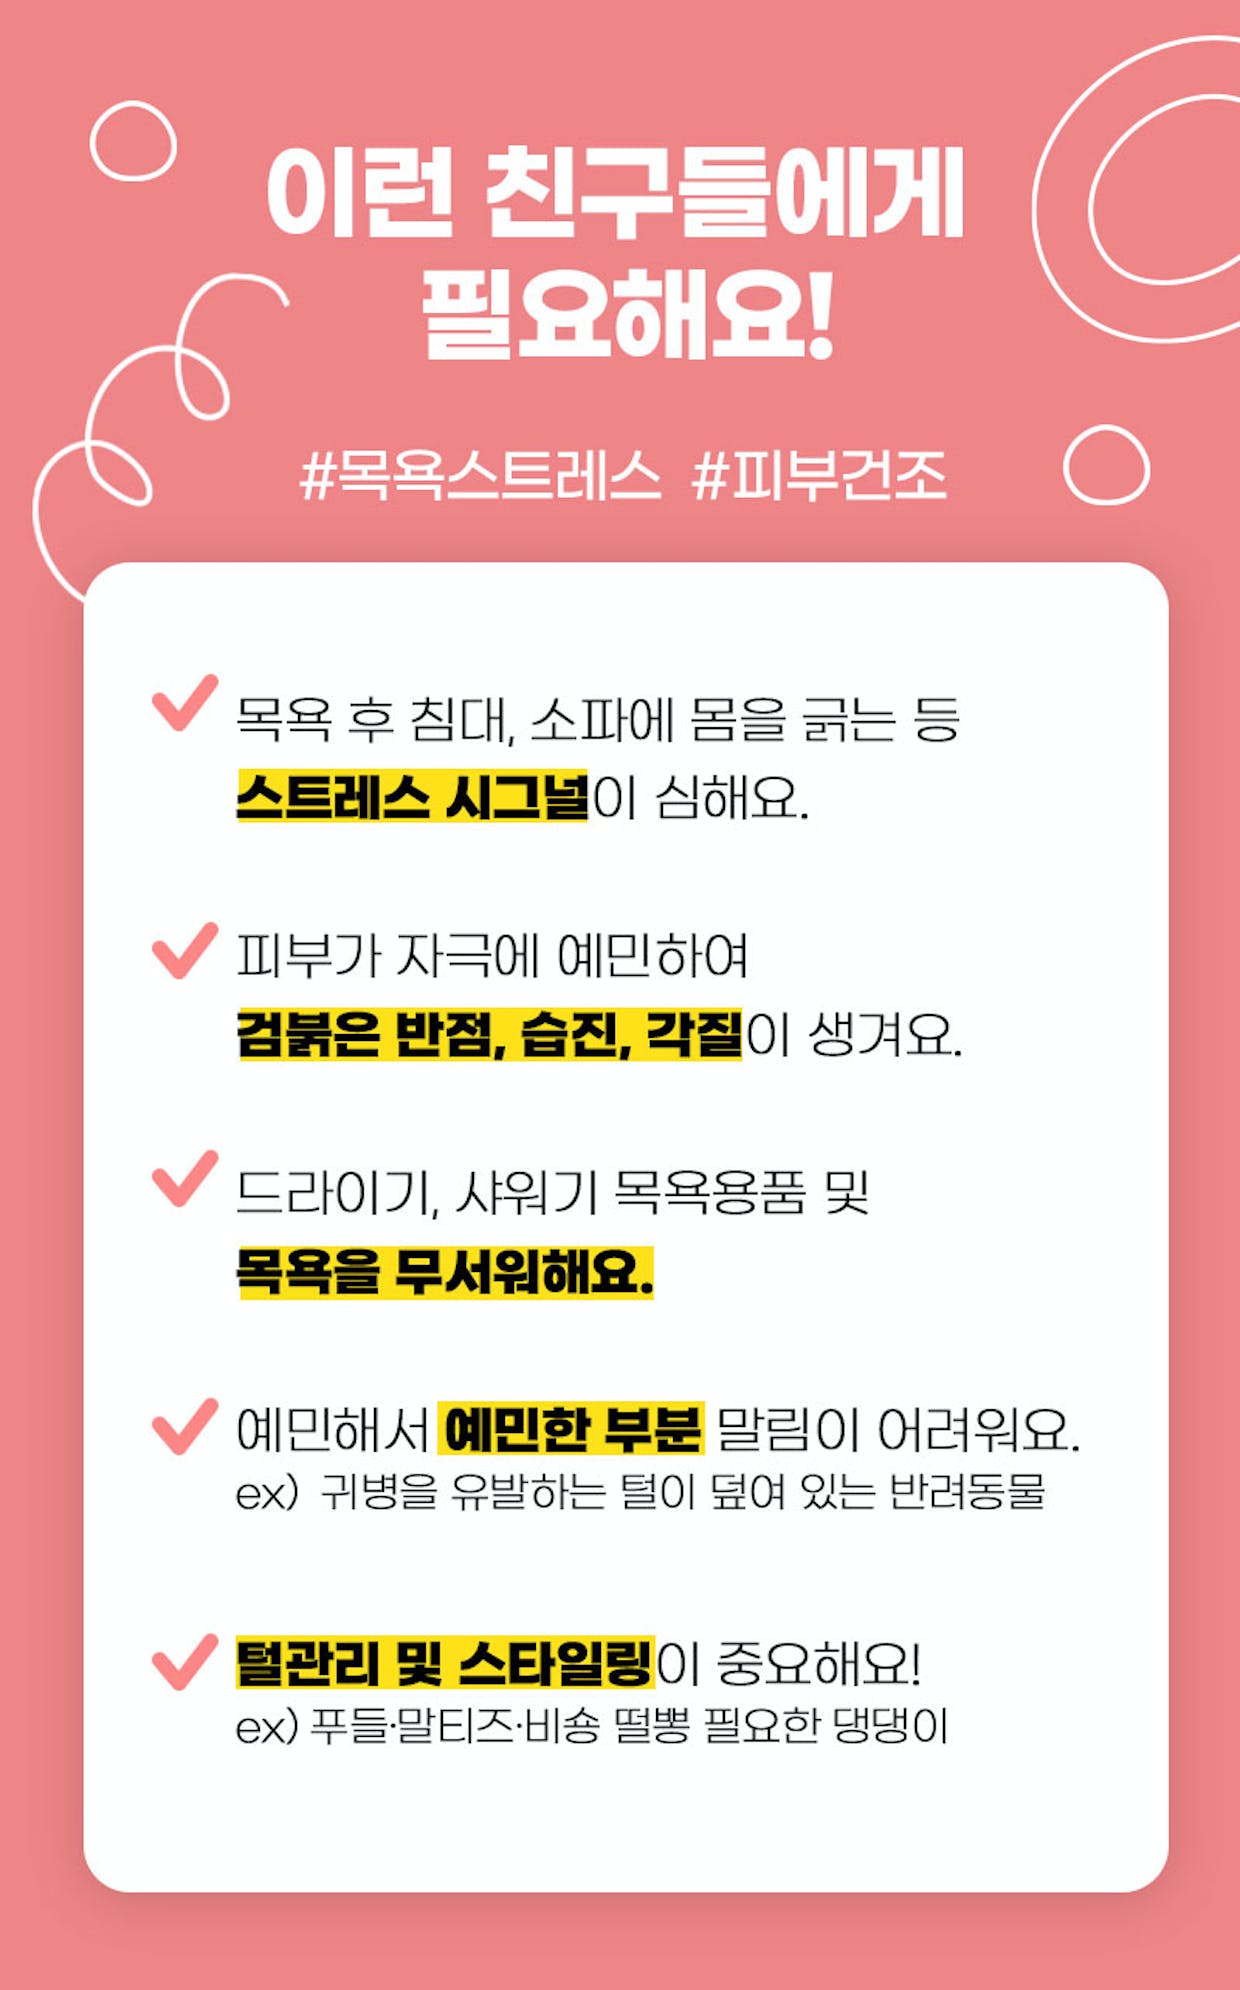 이런 친구들에게
필요해요!
#목욕스트레스 #피부건조
목욕 후 침대, 소파에 몸을 긁는 등
스트레스 시그널이 심해요.
피부가 자극에 예민하여
검붉은 반점, 습진, 각질이 생겨요.
드라이기, 샤워기 목욕용품 및
목욕을 무서워해요.
예민해서 예민한 부분 말림이 어려워요.
ex) 귀병을 유발하는 털이 덮여 있는 반려동물
털관리 및 스타일링이 중요해요!
ex) 푸들·말티즈·비숑 떨뽕 필요한 댕댕이